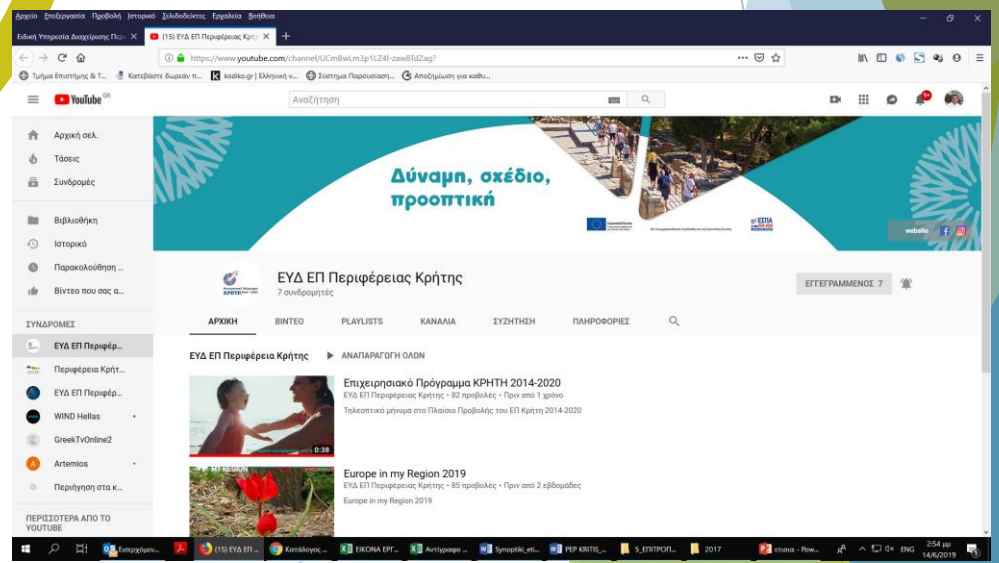 Αρχείο Επεξεργασία Προβολή Ιστορικό Σελιδοδείκτες Εργαλεία Βοήθεια
Ειδική Υπηρεσία Διαχείρισης Περι
(15) ΕΥΔ ΕΠ Περιφέρειας Κρήτ
https://www.youtube.com/channel/UCmBwLm3p1LZ4l-zawBTdZag?
Τμήμα Επιστήμης & Τ... Κατεβάστε δωρεάν π... kodiko.gr | Ελληνική ν... Σύστημα Παρουσίαση... Αποζημίωση για καθυ...
YouTube GR
Αναζήτηση
9+
Αρχική σελ.
Τάσεις
Συνδρομές
Βιβλιοθήκη
Ιστορικό
Παρακολούθηση ...
Βίντεο που σας α...
ΣΥΝΔΡΟΜΕΣ
ΕΥΔ ΕΠ Περιφέρ...
Περιφέρεια Κρήτ...
ΕΥΔ ΕΠ Περιφέρ...
WIND Hellas
GreekTvOnline2
Artemios
Περιήγηση στα κ...
ΠΕΡΙΣΣΟΤΕΡΑ ΑΠΟ ΤΟ
YOUTUBE
Δύναμη, σχέδιο,
προοπτική
ΕΣΠΑ
website
ΚΡΗΤΗ
ΕΥΔ ΕΠ Περιφέρειας Κρήτης
7 συνδρομητές
ΕΓΓΕΓΡΑΜΜΕΝΟΣ 7
ΑΡΧΙΚΗ ΒΙΝΤΕΟ PLAYLISTS ΚΑΝΑΛΙΑ ΣΥΖΗΤΗΣΗ ΠΛΗΡΟΦΟΡΙΕΣ
ΕΥΔ ΕΠ Περιφέρεια Κρήτης ΑΝΑΠΑΡΑΓΩΓΗ ΟΛΩΝ
Επιχειρησιακό Πρόγραμμα ΚΡΗΤΗ 2014-2020
ΕΥΔ ΕΠ Περιφέρειας Κρήτης • 82 προβολές • Πριν από 1 χρόνο
Τηλεοπτικό μήνυμα στο Πλαίσιο Προβολής του ΕΠ Κρήτη 2014-2020
0:38
MY REGION
Europe in my Region 2019
ΕΥΔ ΕΠ Περιφέρειας Κρήτης • 85 προβολές • Πριν από 2 εβδομάδες
Europe in my Region 2019
Εισερχόμεν... (15) ΕΥΔ ΕΠ ... Κατάλογος ... ΕΙΚΟΝΑ ΕΡΓ... Αντίγραφο ... Synoptiki_eti... PEP KRITIS_... 5_ΕΠΙΤΡΟΠ... 2017 etisia - Pow...
ENG
2:54 μμ
14/6/2019